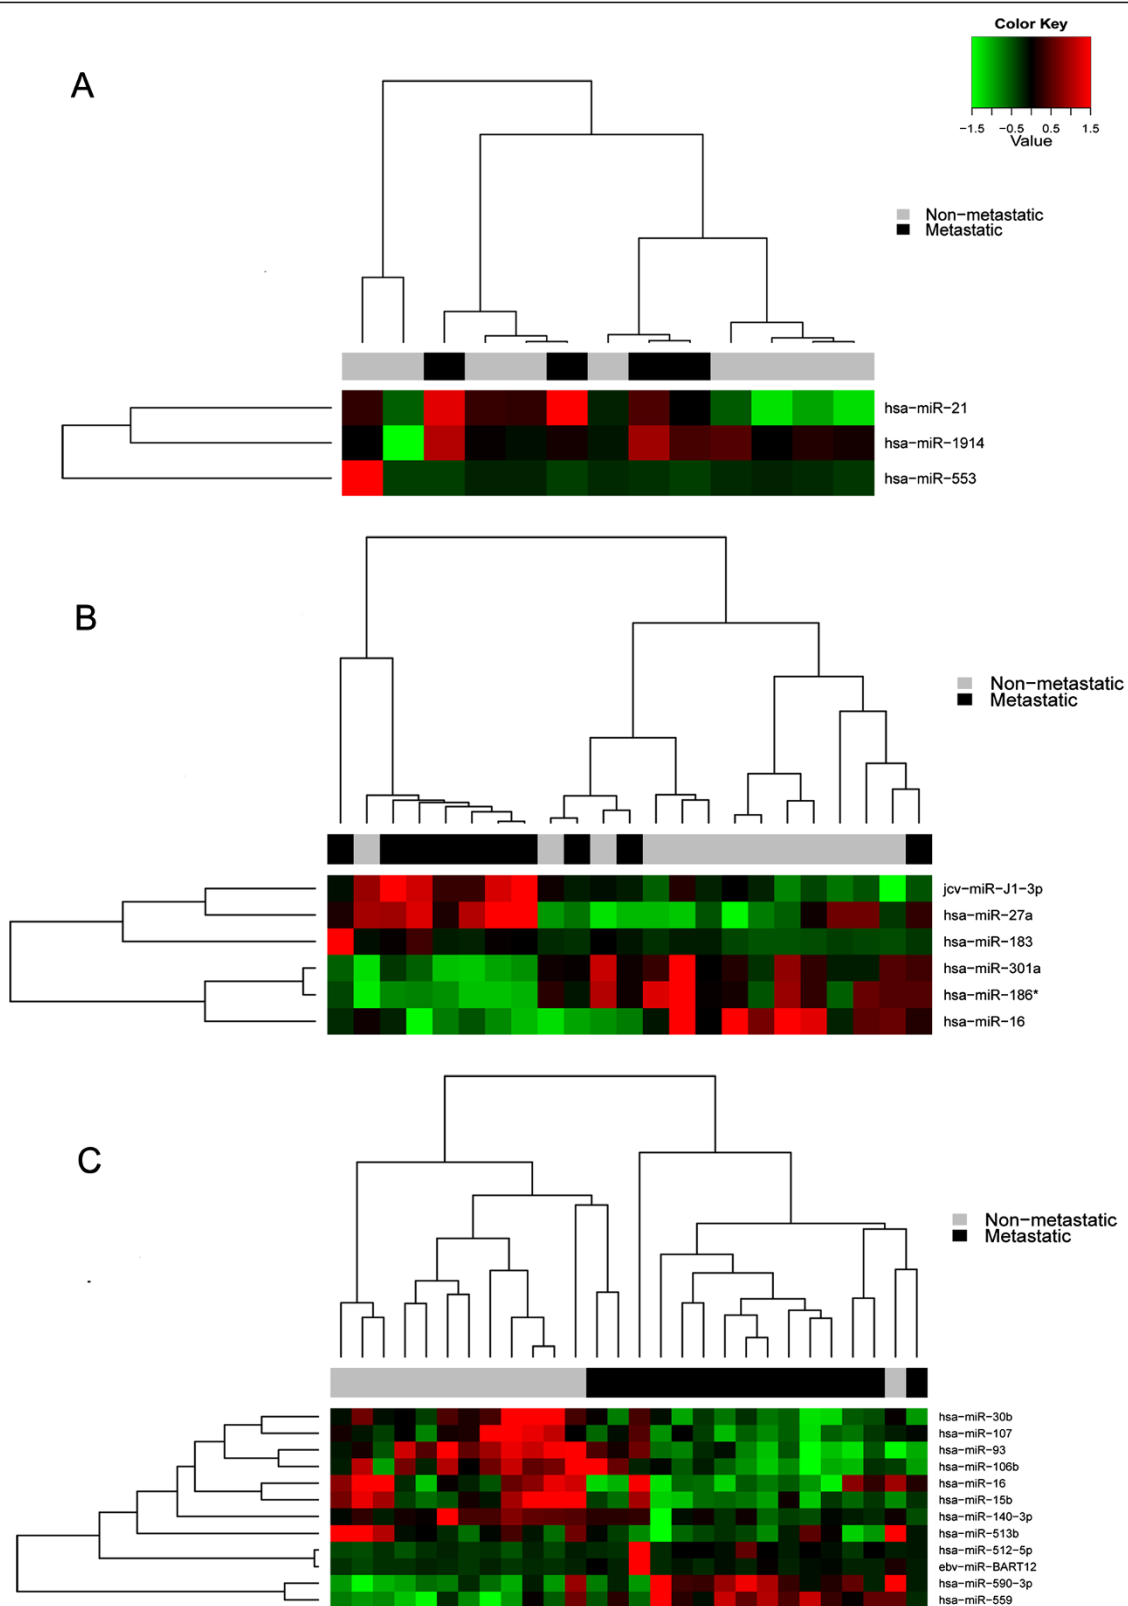 Color Key
A
−1.5 −0.5 0.5 1.5
Value
Non−metastatic
Metastatic
hsa−miR−21
hsa−miR−1914
hsa−miR−553
B
Non−metastatic
Metastatic
jcv−miR−J1−3p
hsa−miR−27a
hsa−miR−183
hsa−miR−301a
hsa−miR−186*
hsa−miR−16
C
Non−metastatic
Metastatic
hsa−miR−30b
hsa−miR−107
hsa−miR−93
hsa−miR−106b
hsa−miR−16
hsa−miR−15b
hsa−miR−140−3p
hsa−miR−513b
hsa−miR−512−5p
ebv−miR−BART12
hsa−miR−590−3p
hsa−miR−559